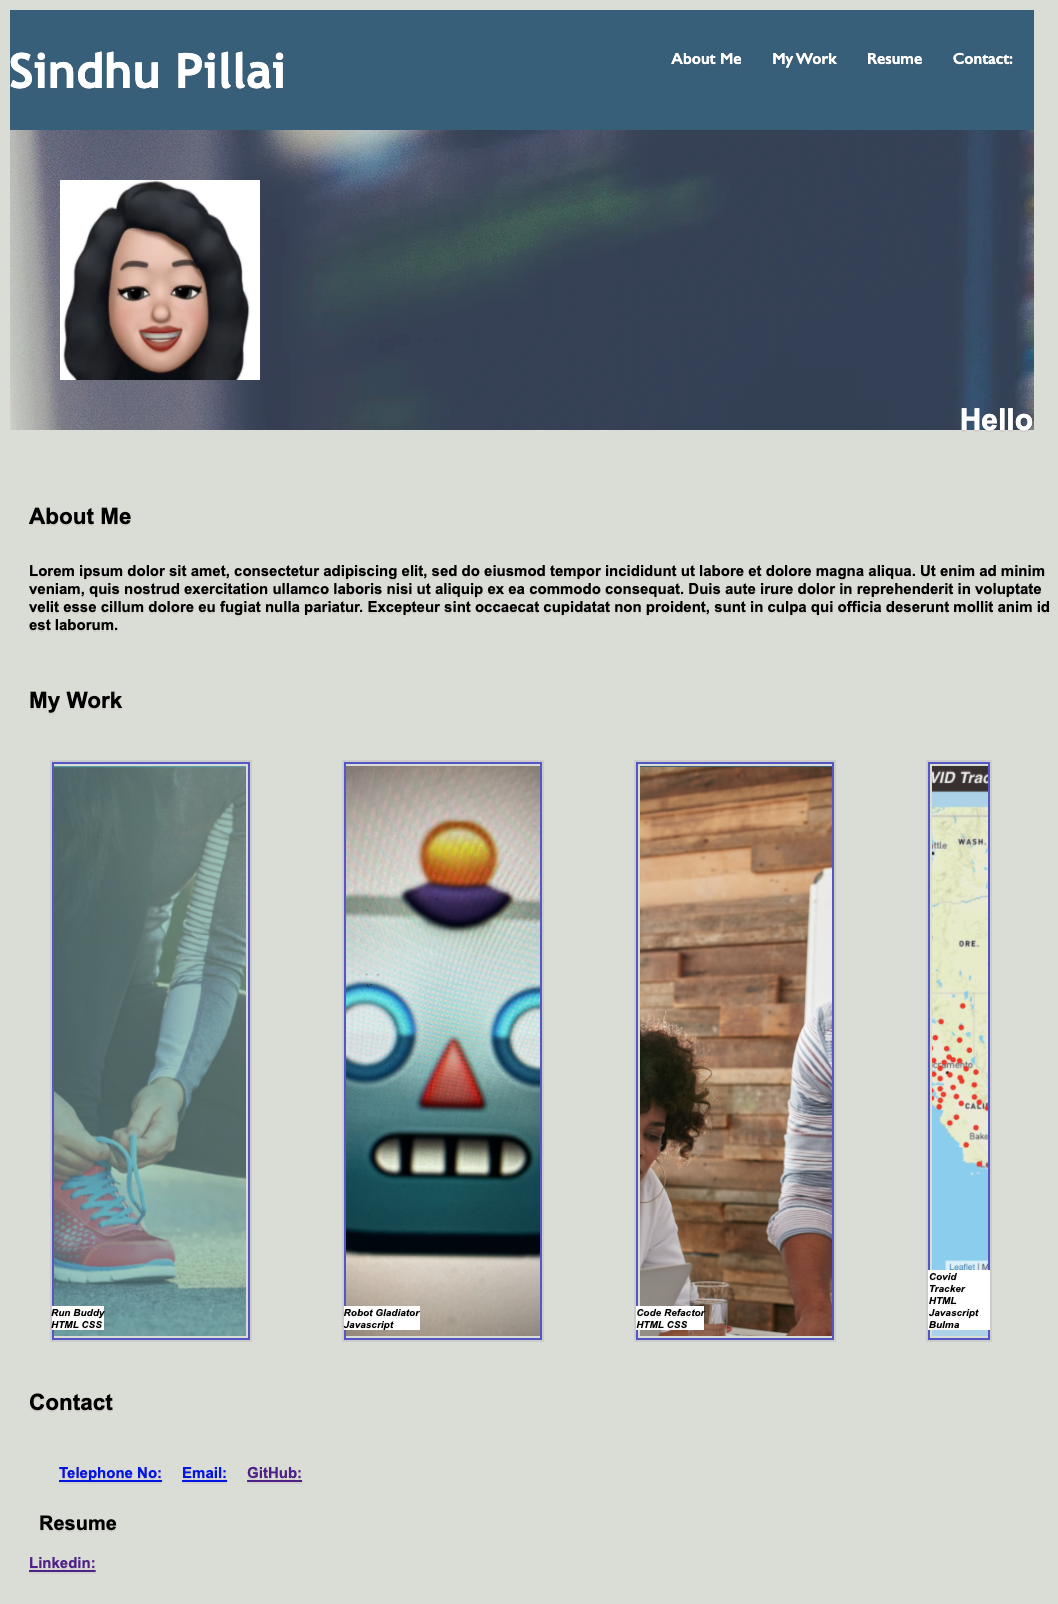 Sindhu Pillai
About Me My Work Resume Contact:
Hello
About Me
Lorem ipsum dolor sit amet, consectetur adipiscing elit, sed do eiusmod tempor incididunt ut labore et dolore magna aliqua. Ut enim ad minim
veniam, quis nostrud exercitation ullamco laboris nisi ut aliquip ex ea commodo consequat. Duis aute irure dolor in reprehenderit in voluptate
velit esse cillum dolore eu fugiat nulla pariatur. Excepteur sint occaecat cupidatat non proident, sunt in culpa qui officia deserunt mollit anim id
est laborum.
My Work
VID Trac
ttle
WASH.
ORE.
cramento
CALIF
Bake
Leaflet | M
Run Buddy
HTML CSS
Robot Gladiator
Javascript
Code Refactor
HTML CSS
Covid
Tracker
HTML
Javascript
Bulma
Contact
Telephone No: Email: GitHub:
Resume
Linkedin: